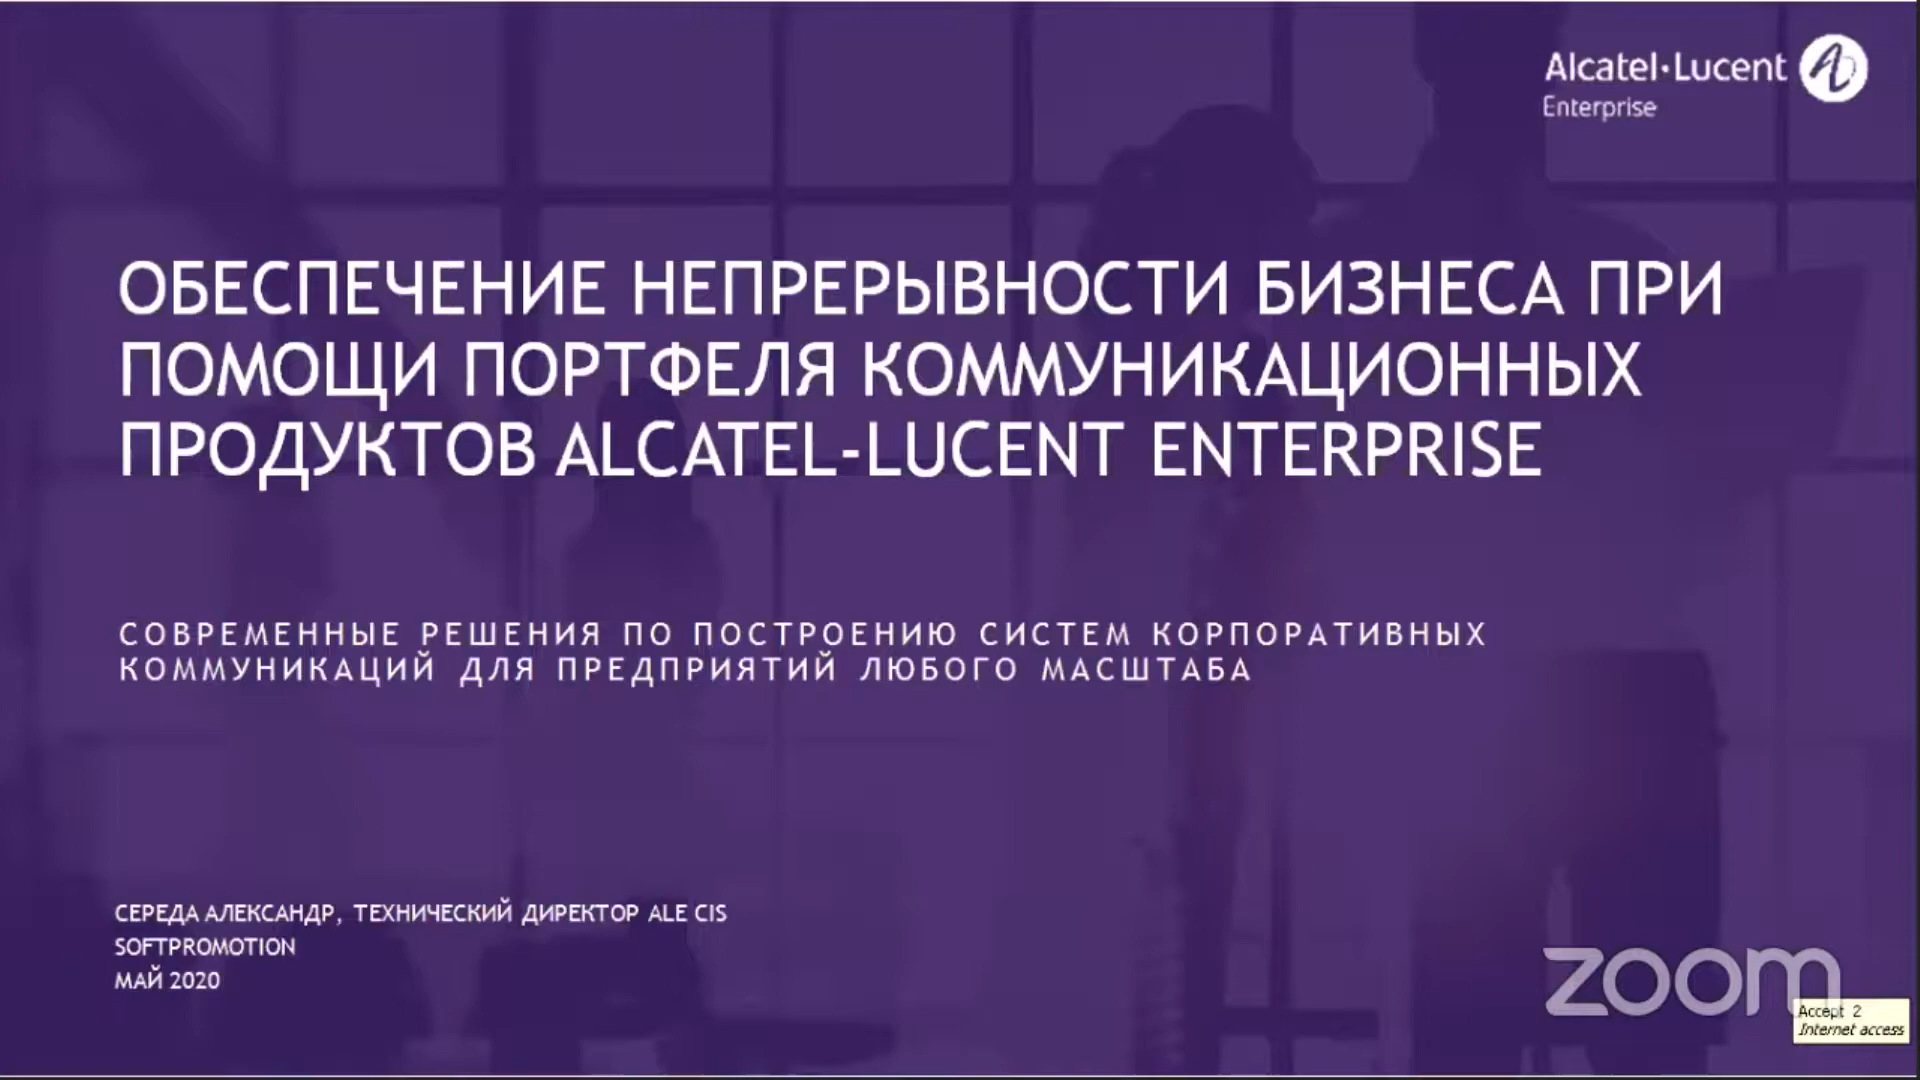 Alcatel·Lucent
Enterprise
ОБЕСПЕЧЕНИЕ НЕПРЕРЫВНОСТИ БИЗНЕСА ПРИ
ПОМОЩИ ПОРТФЕЛЯ КОММУНИКАЦИОННЫХ
ПРОДУКТОВ ALCATEL-LUCENT ENTERPRISE
СОВРЕМЕННЫЕ РЕШЕНИЯ ПО ПОСТРОЕНИЮ СИСТЕМ КОРПОРАТИВНЫХ
КОММУНИКАЦИЙ ДЛЯ ПРЕДПРИЯТИЙ ЛЮБОГО МАСШТАБА
СЕРЕДА АЛЕКСАНДР, ТЕХНИЧЕСКИЙ ДИРЕКТОР ALE CIS
SOFTPROMOTION
МАЙ 2020
zoom
Accept 2
Internet access